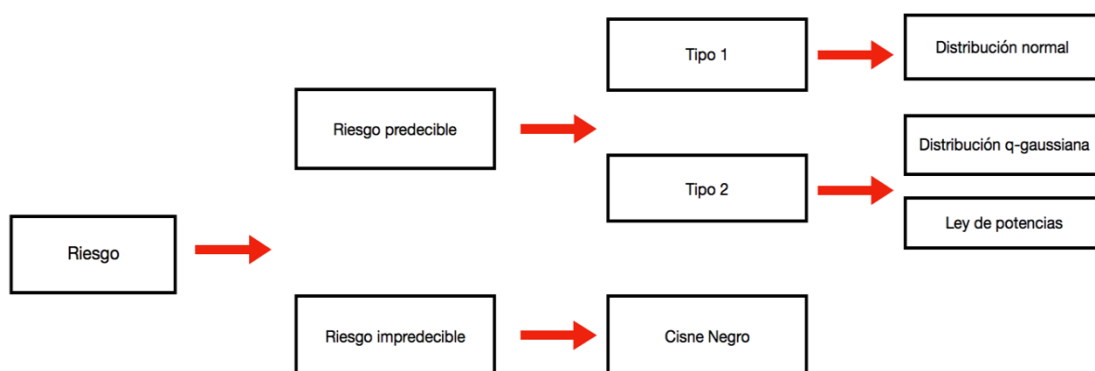 Riesgo
Riesgo predecible
Riesgo impredecible
Tipo 1
Tipo 2
Cisne Negro
Distribución normal
Distribución q-gaussiana
Ley de potencias